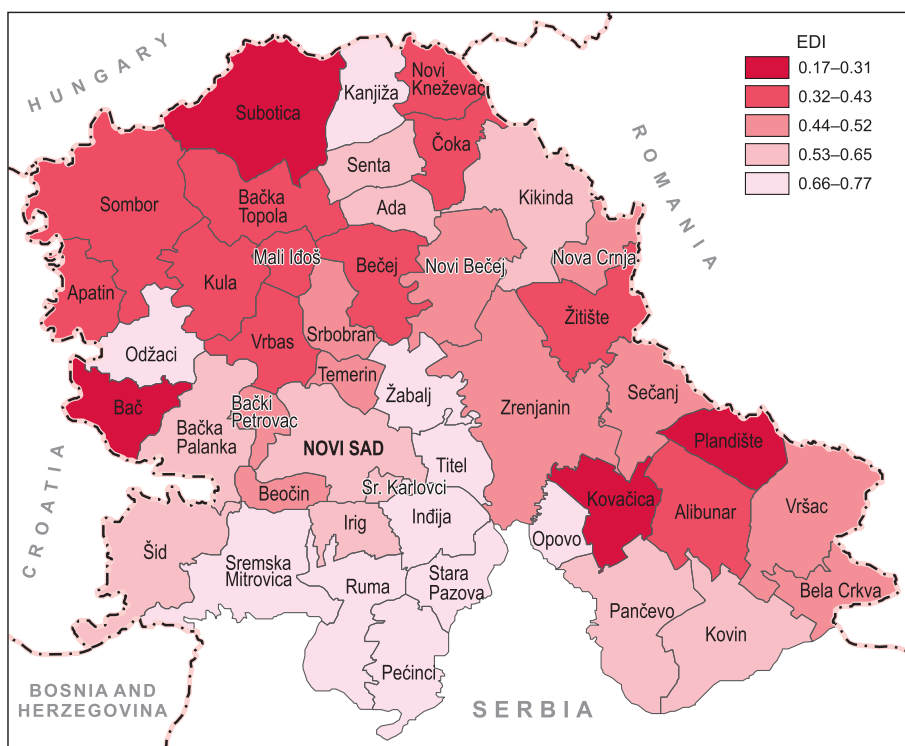 HUNGARY
EDI
0.17–0.31
0.32–0.43
0.44–0.52
0.53–0.65
0.66–0.77
ROMANIA
Novi
Kneževac
Kanjiža
Subotica
Čoka
Senta
Kikinda
Bačka
Topola
Sombor
Ada
Mali Iđoš
Bečej
Novi Bečej
Nova Crnja
Kula
Apatin
Žitište
Srbobran
Vrbas
Odžaci
Temerin
Žabalj
Sečanj
Bački
Petrovac
Zrenjanin
Bač
Bačka
Palanka
NOVI SAD
Plandište
Titel
Sr. Karlovci
Beočin
Kovačica
Alibunar
Vršac
CROATIA
Irig
Inđija
Opovo
Šid
Sremska
Mitrovica
Ruma
Stara
Pazova
Bela Crkva
Pančevo
Kovin
Pećinci
BOSNIA AND
HERZEGOVINA
SERBIA